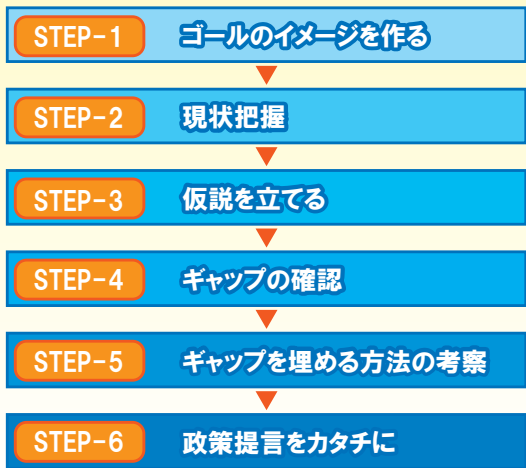 STEP-1 ゴールのイメージを作る
STEP-2 現状把握
STEP-3 仮説を立てる
STEP-4 ギャップの確認
STEP-5 ギャップを埋める方法の考察
STEP-6 政策提言をカタチに